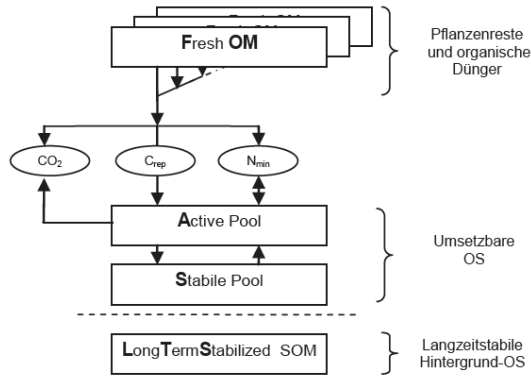 Fresh OM
Pflanzenreste
und organische
Dünger
CO2
Crep
Nmin
Active Pool
Stabile Pool
Umsetzbare
OS
LongTermStabilized SOM
Langzeitstabile
Hintergrund-OS